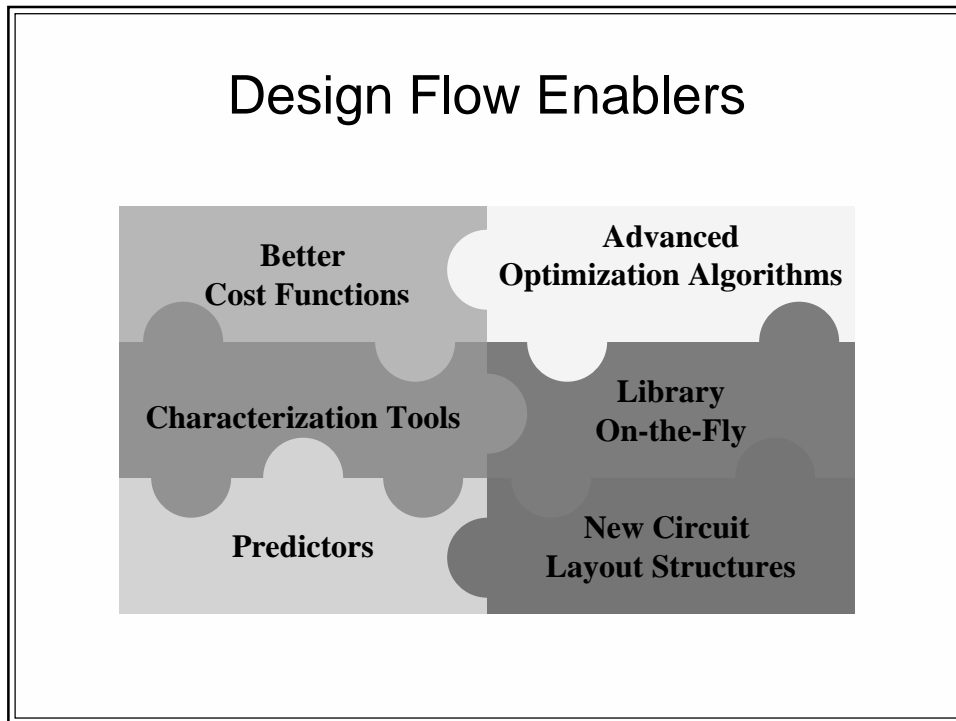 Design Flow Enablers
Better
Cost Functions
Advanced
Optimization Algorithms
Characterization Tools
Library
On-the-Fly
Predictors
New Circuit
Layout Structures